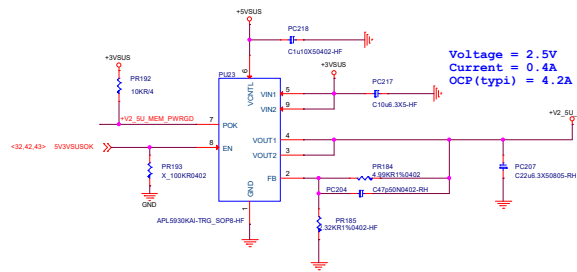 +5VSUS
PC218
C1u10X50402-HF
+3VSUS
+3VSUS
Voltage = 2.5V
Current = 0.4A
OCP(typi) = 4.2A
PR192
10KR/4
PU23
6
VCNTL
VIN1
5
PC217
C10u6.3X5-HF
VIN2
9
+V2_5U_MEM_PWRGD
7
POK
VOUT1
4
+V2_5U
<32,42,43>
5V3VSUSOK
8
EN
VOUT2
3
PR193
X_100KR0402
GND
FB
2
PR184
4.99KR1%0402
PC204
C47p50N0402-RH
PC207
C22u6.3X50805-RH
GND
1
APL5930KAI-TRG_SOP8-HF
PR185
.32KR1%0402-HF